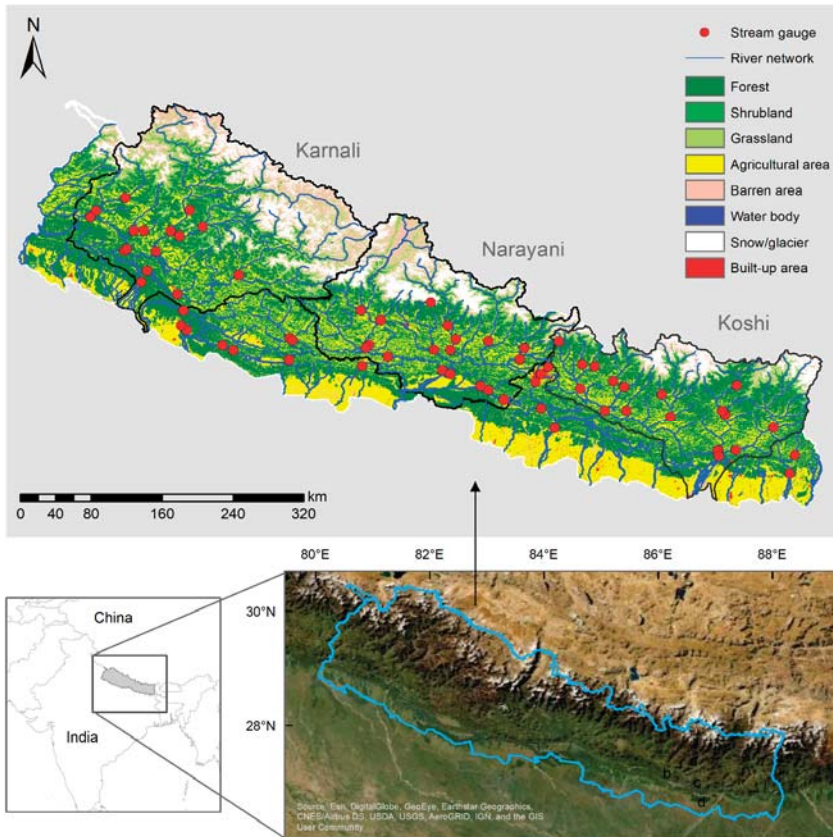 N
Karnali
Narayani
Koshi
Stream gauge
River network
Forest
Shrubland
Grassland
Agricultural area
Barren area
Water body
Snow/glacier
Built-up area
km
0 20 40 80 160 240 320
80°E 82°E 84°E 86°E 88°E
30°N
28°N
China
India
b
c
d
Source: Esri, DigitalGlobe, GeoEye, Earthstar Geographics,
CNES/Airbus DS, USDA, USGS, AeroGRID, IGN, and the GIS
User Community